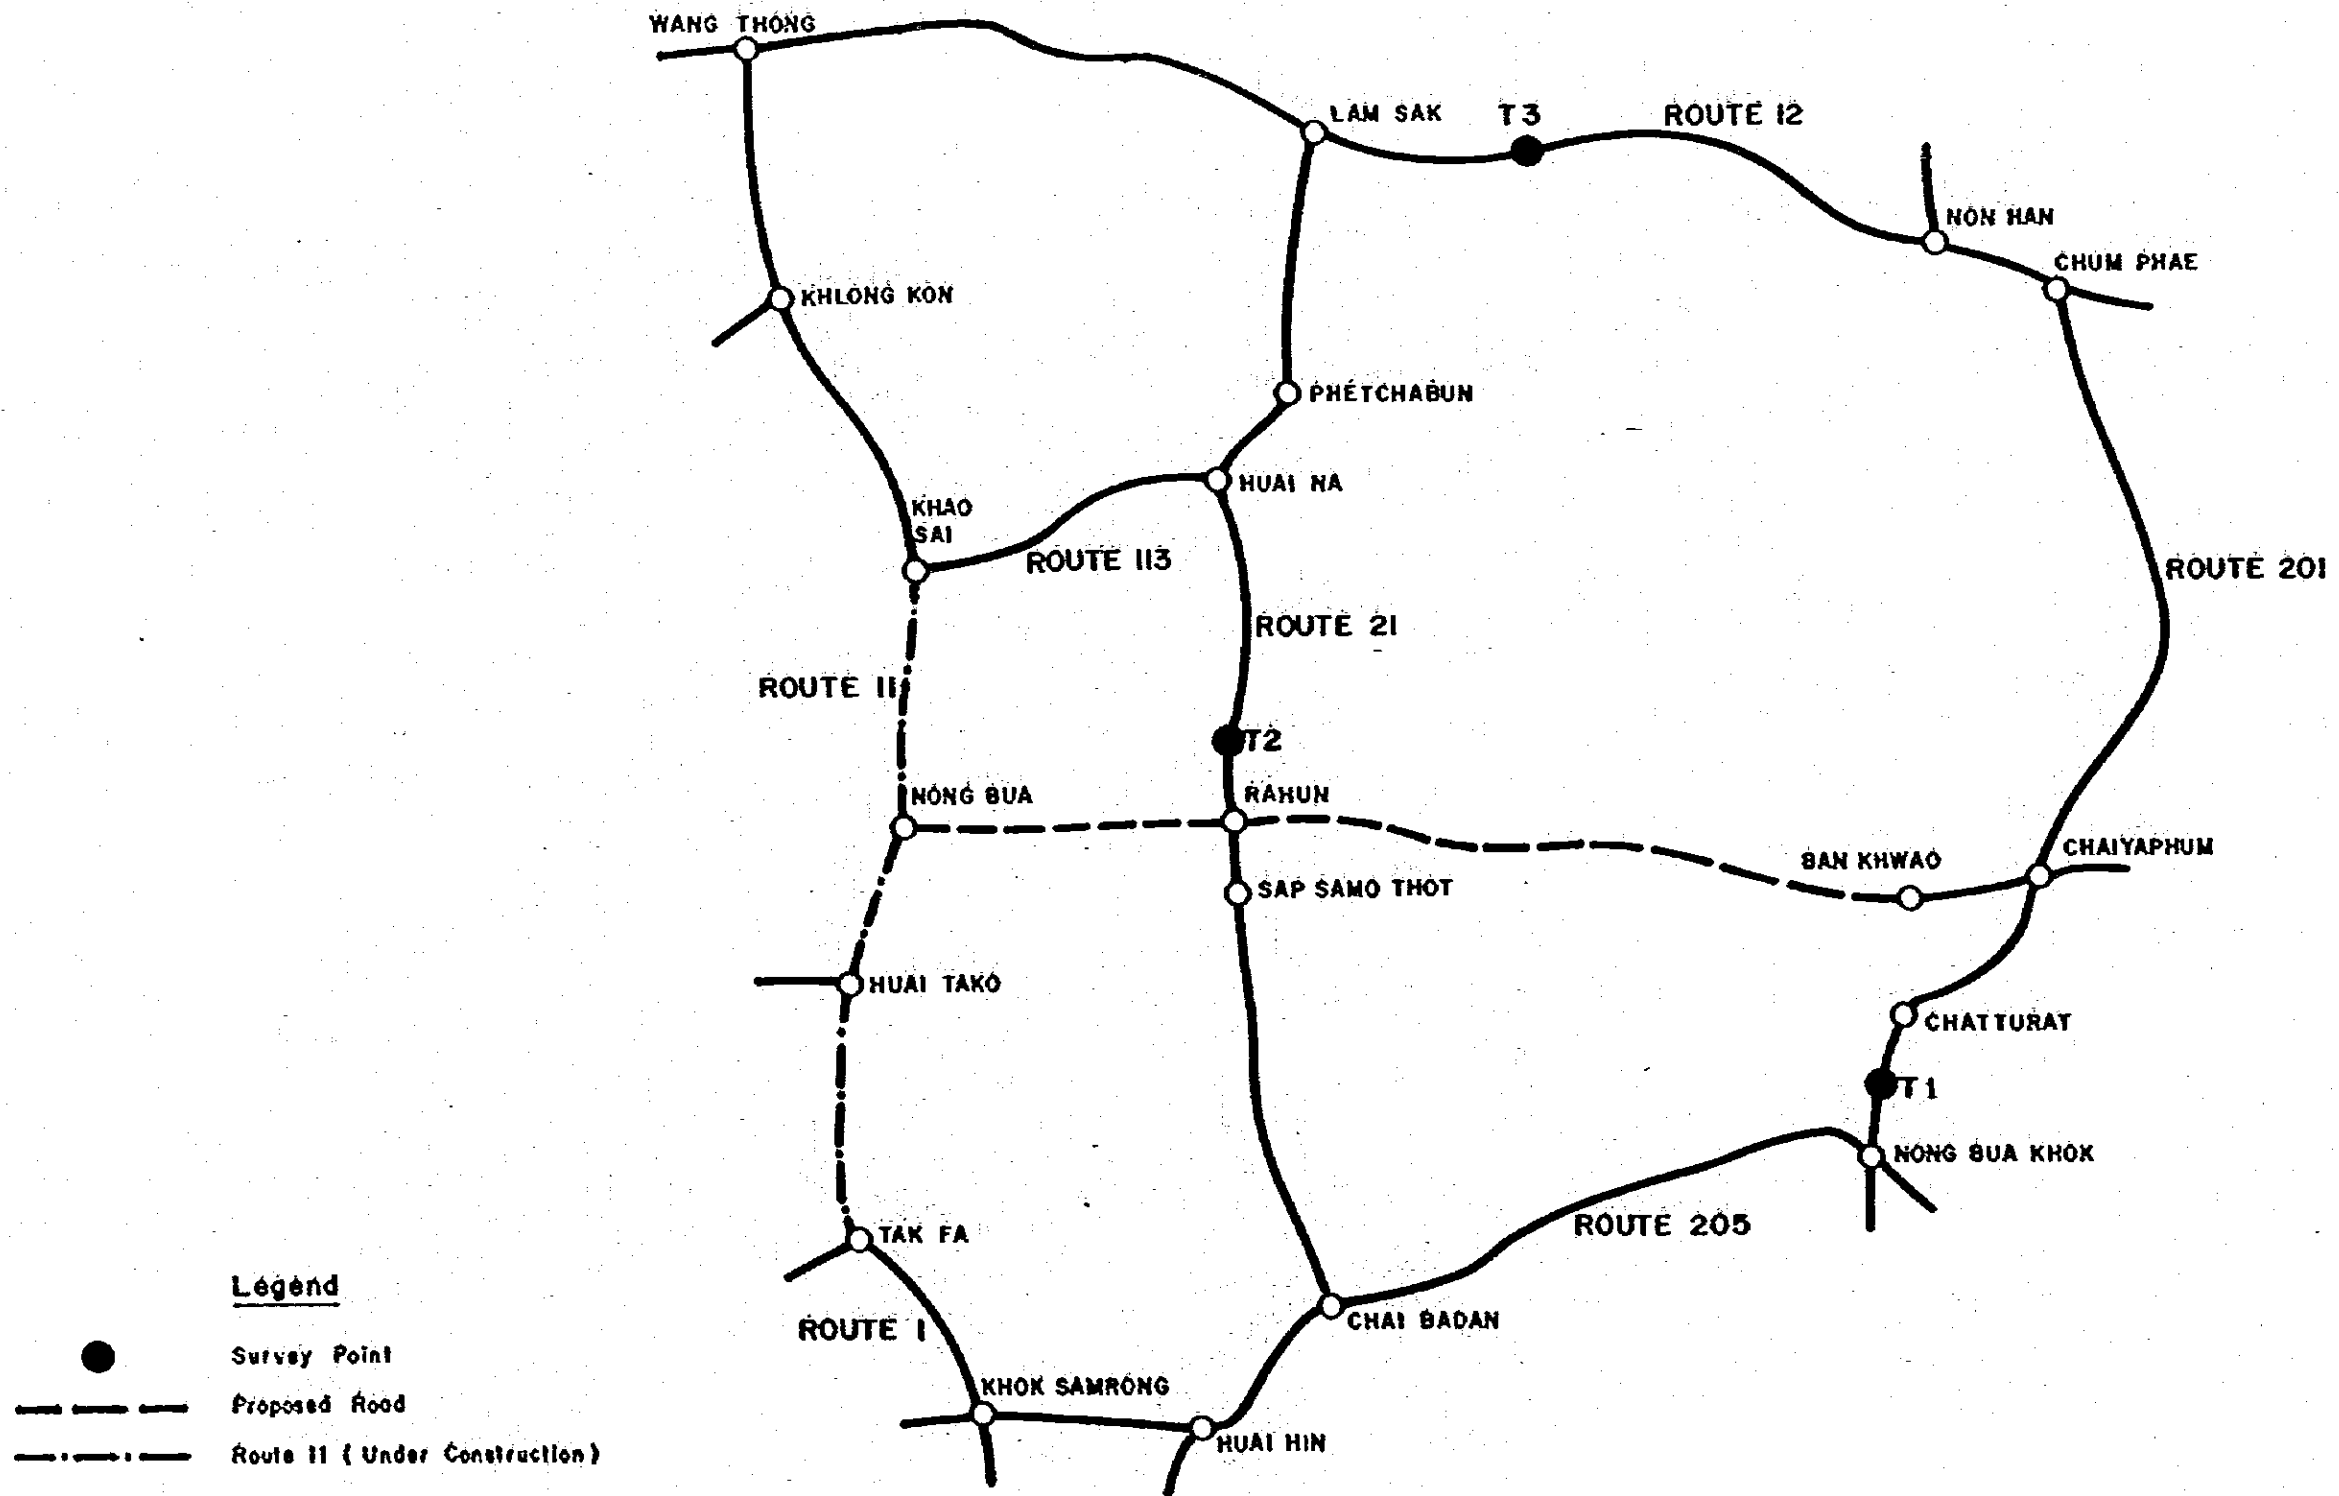 WANG THONG
LAM SAK
T3
ROUTE 12
NON HAN
CHUM PHAE
KHLONG KON
PHETCHABUN
HUAI NA
KHAO
SAI
ROUTE 113
ROUTE 201
ROUTE 21
ROUTE 11
T2
NONG BUA
RAHUN
CHAIYAPHUM
BAN KHWAO
SAP SAMO THOT
HUAI TAKO
CHATTURAT
T1
NONG BUA KHOK
ROUTE 205
TAK FA
CHAI BADAN
ROUTE 1
KHOK SAMRONG
HUAI HIN
Legend
Survey Point
Proposed Road
Route 11 ( Under Construction )